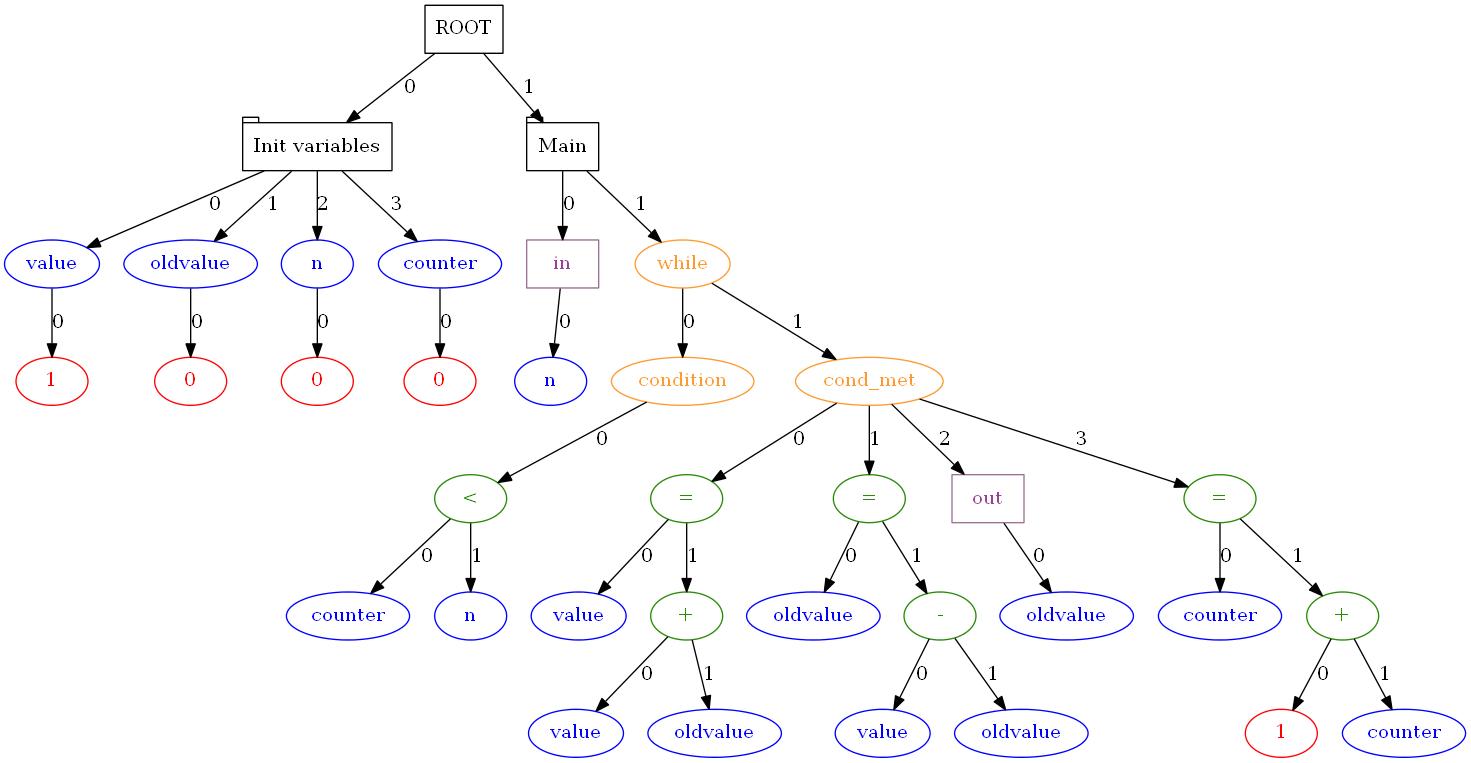 ROOT
0 1
Init variables Main
0 1 2 3 0 1
value oldvalue n counter in while
0 0 0 0 0 0 1
1 0 0 0 n condition cond_met
0 0 1 2 3
< = = out =
0 1 0 1 0 1 0 0 1
counter n value + oldvalue - oldvalue counter +
0 1 0 1 0 1
value oldvalue value oldvalue 1 counter